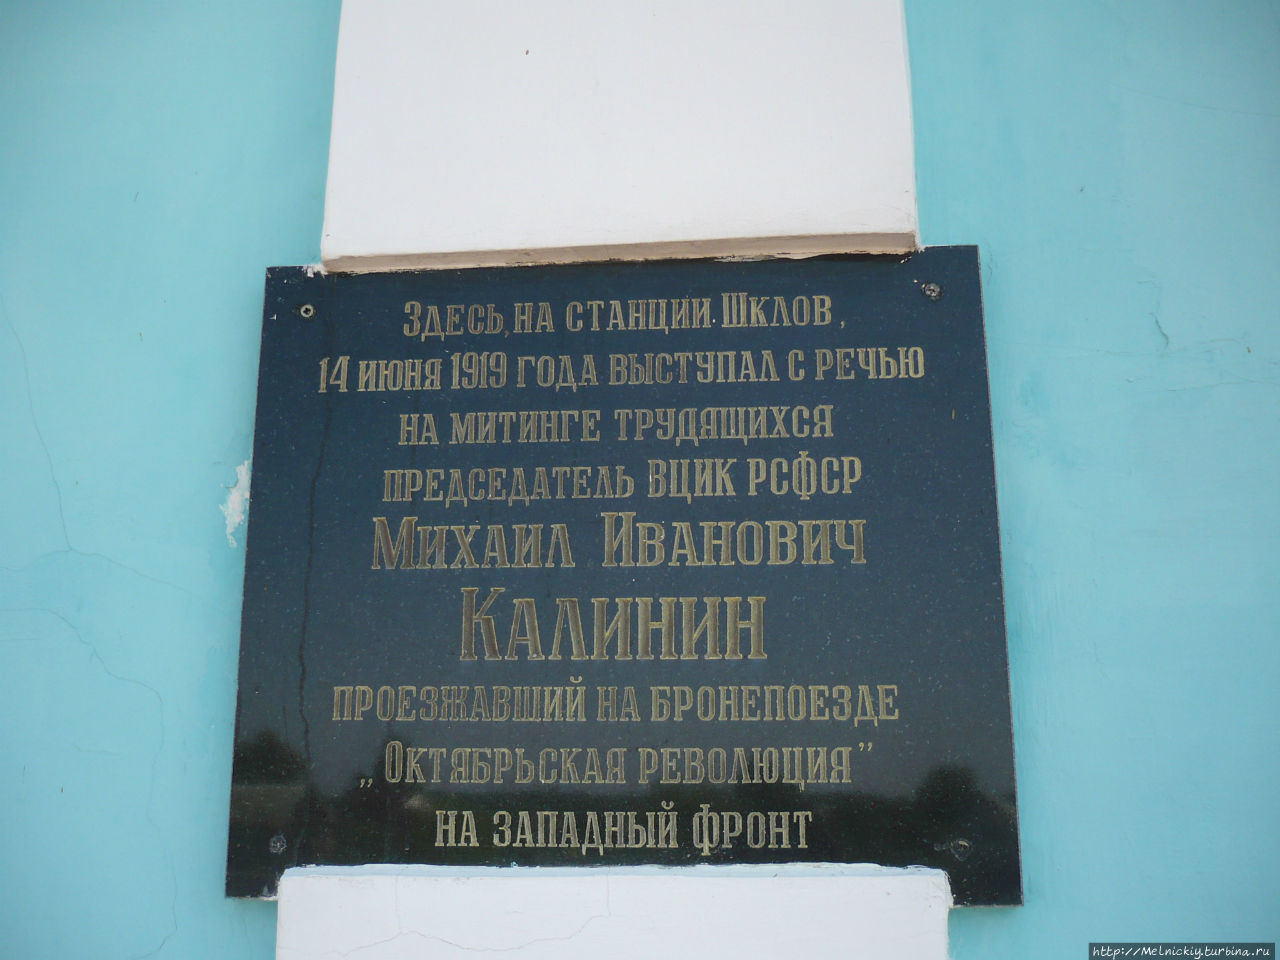 Здесь, на станции Шклов,
14 июня 1919 года выступал с речью
на митинге трудящихся
председатель ВЦИК РСФСР
Михаил Иванович
Калинин
проезжавший на бронепоезде
„Октябрьская революция”
на западный фронт
http://Melnickiy.turbina.ru